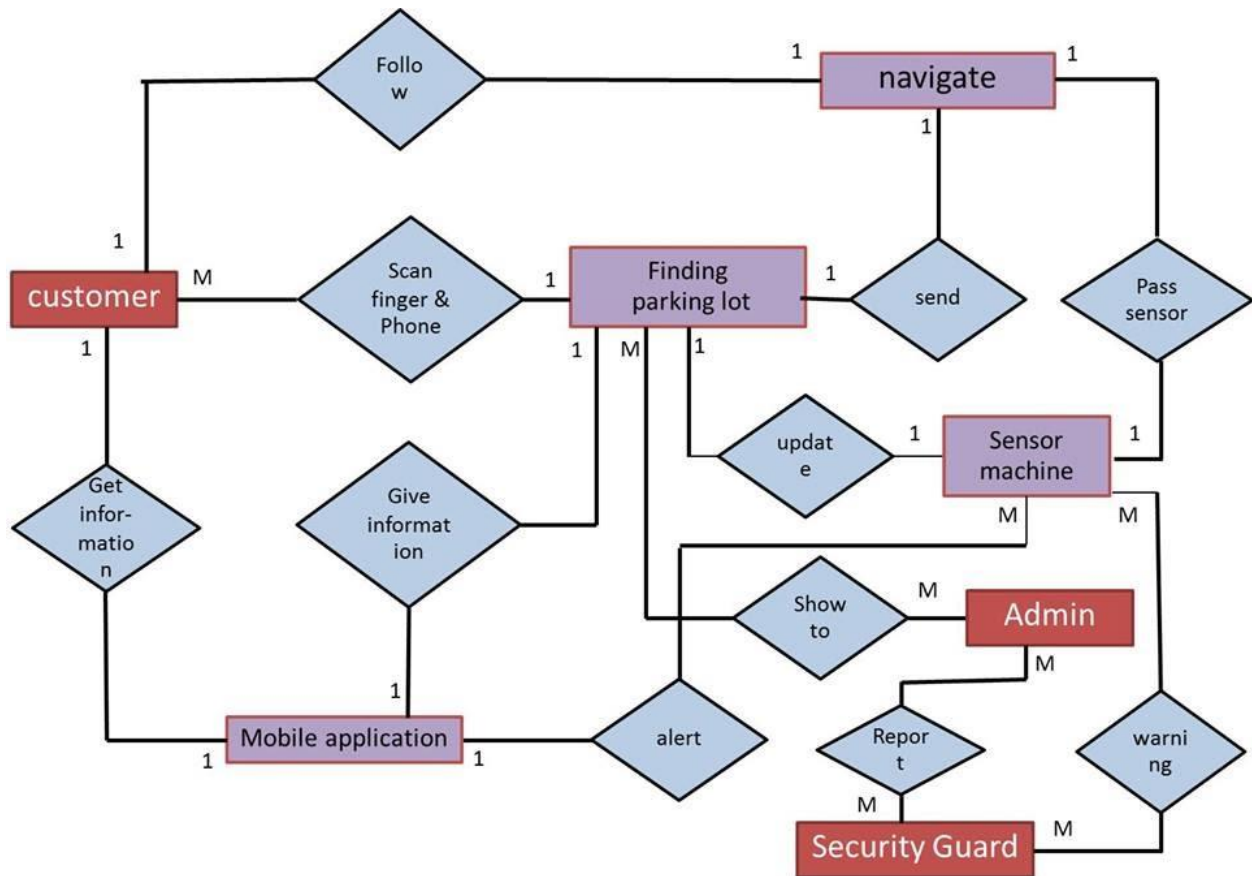 Follo
w
1
navigate
1
1
1
customer
M
Scan
finger &
Phone
1
Finding
parking lot
1
send
Pass
sensor
1
1
M
1
updat
e
1
Sensor
machine
1
Get
infor-
matio
n
Give
informat
ion
M
M
Show
to
M
Admin
M
1
Mobile application
1
1
alert
Repor
t
warni
ng
M
Security Guard
M